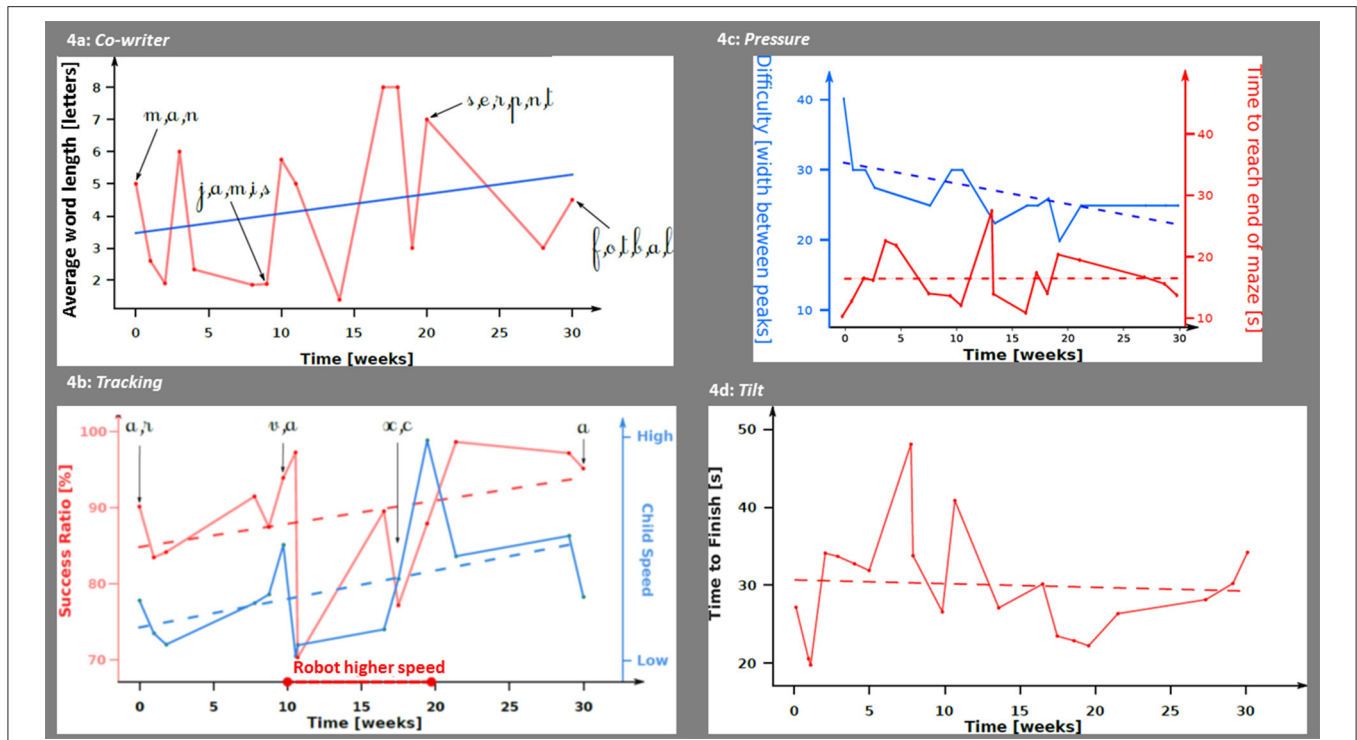 4a: Co-writer
Average word length [letters]
8
7
6
5
4
3
2
m,a,n
j,a,m,i,s
s,e,r,p,n,t
f,o,t,b,a,l
0 5 10 15 20 25 30
Time [weeks]
4c: Pressure
Difficulty [width between peaks]
40
30
20
10
Time to reach end of maze [s]
40
30
20
10
0 5 10 15 20 25 30
Time [weeks]
4b: Tracking
Success Ratio [%]
100
90
80
70
a,r
v,a
x,c
a
High
Child Speed
Low
Robot higher speed
0 5 10 15 20 25 30
Time [weeks]
4d: Tilt
Time to Finish [s]
50
40
30
20
0 5 10 15 20 25 30
Time [weeks]